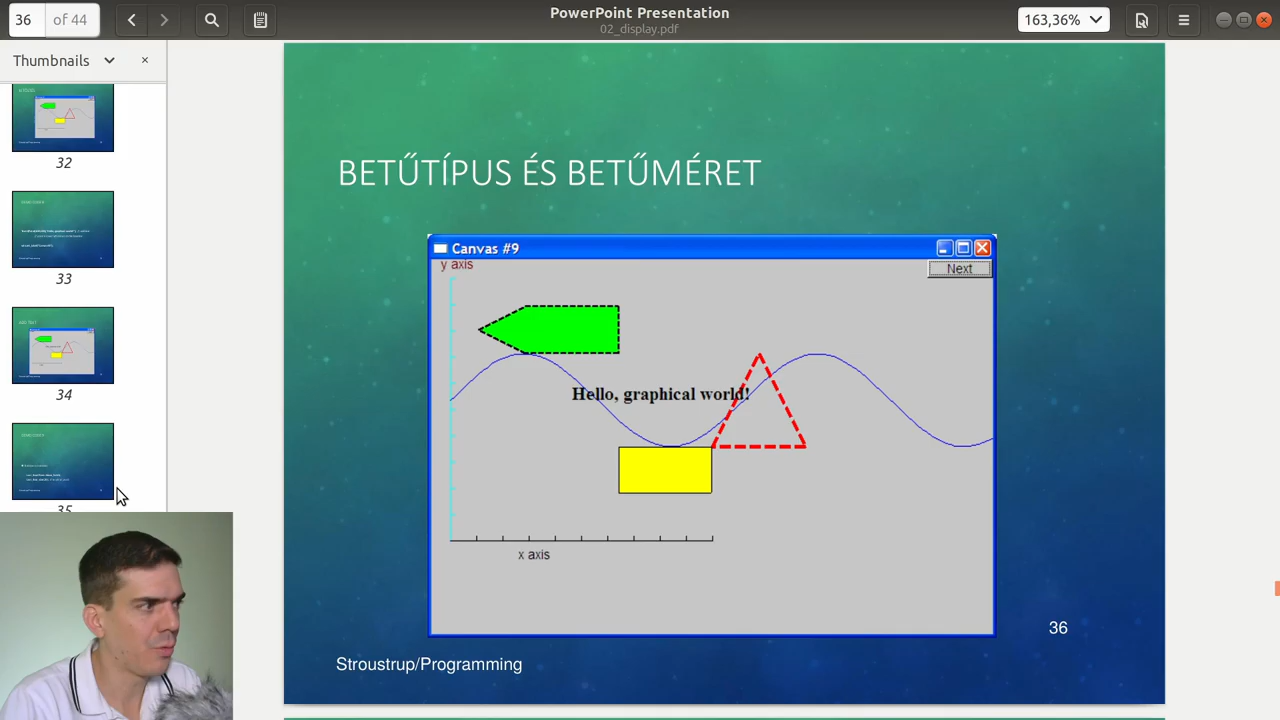 36 of 44
PowerPoint Presentation
02_display.pdf
163,36%
Thumbnails
32
33
34
35
BETŰTÍPUS ÉS BETŰMÉRET
Canvas #9
y axis
Next
Hello, graphical world!
x axis
36
Stroustrup/Programming